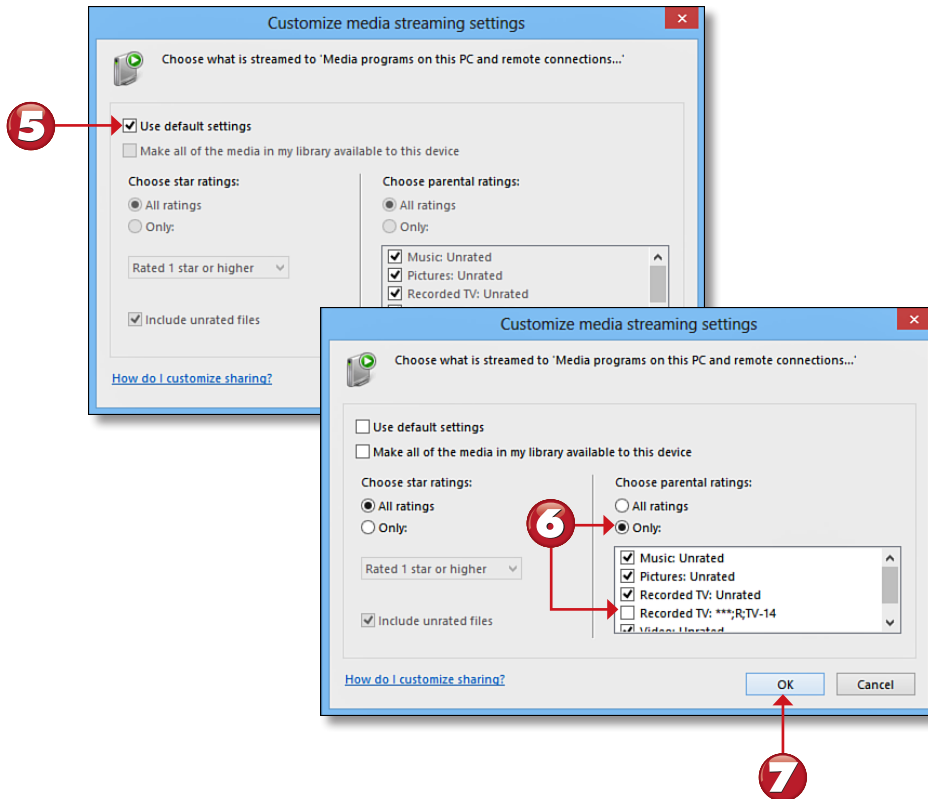 Customize media streaming settings
Choose what is streamed to 'Media programs on this PC and remote connections...'
5
Use default settings
Make all of the media in my library available to this device
Choose star ratings:
All ratings
Only:
Rated 1 star or higher
Include unrated files
Choose parental ratings:
All ratings
Only:
Music: Unrated
Pictures: Unrated
Recorded TV: Unrated
How do I customize sharing?
Customize media streaming settings
Choose what is streamed to 'Media programs on this PC and remote connections...'
Use default settings
Make all of the media in my library available to this device
Choose star ratings:
All ratings
Only:
Rated 1 star or higher
Include unrated files
Choose parental ratings:
All ratings
6
Only:
Music: Unrated
Pictures: Unrated
Recorded TV: Unrated
Recorded TV: ***;R;TV-14
Video: Unrated
How do I customize sharing?
OK
Cancel
7